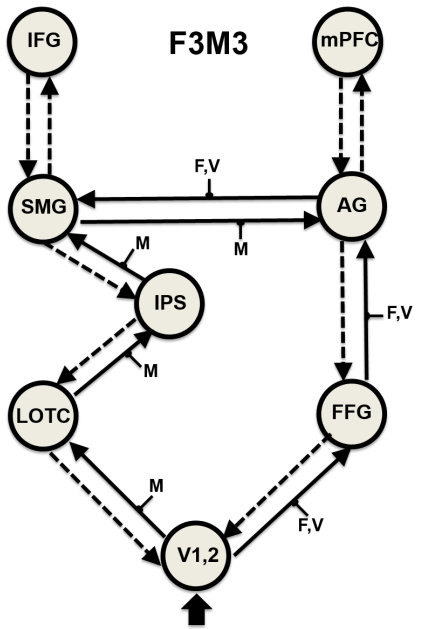 IFG F3M3 mPFC
F,V
SMG AG
M
M
IPS
F,V
M
LOTC FFG
M
F,V
V1,2